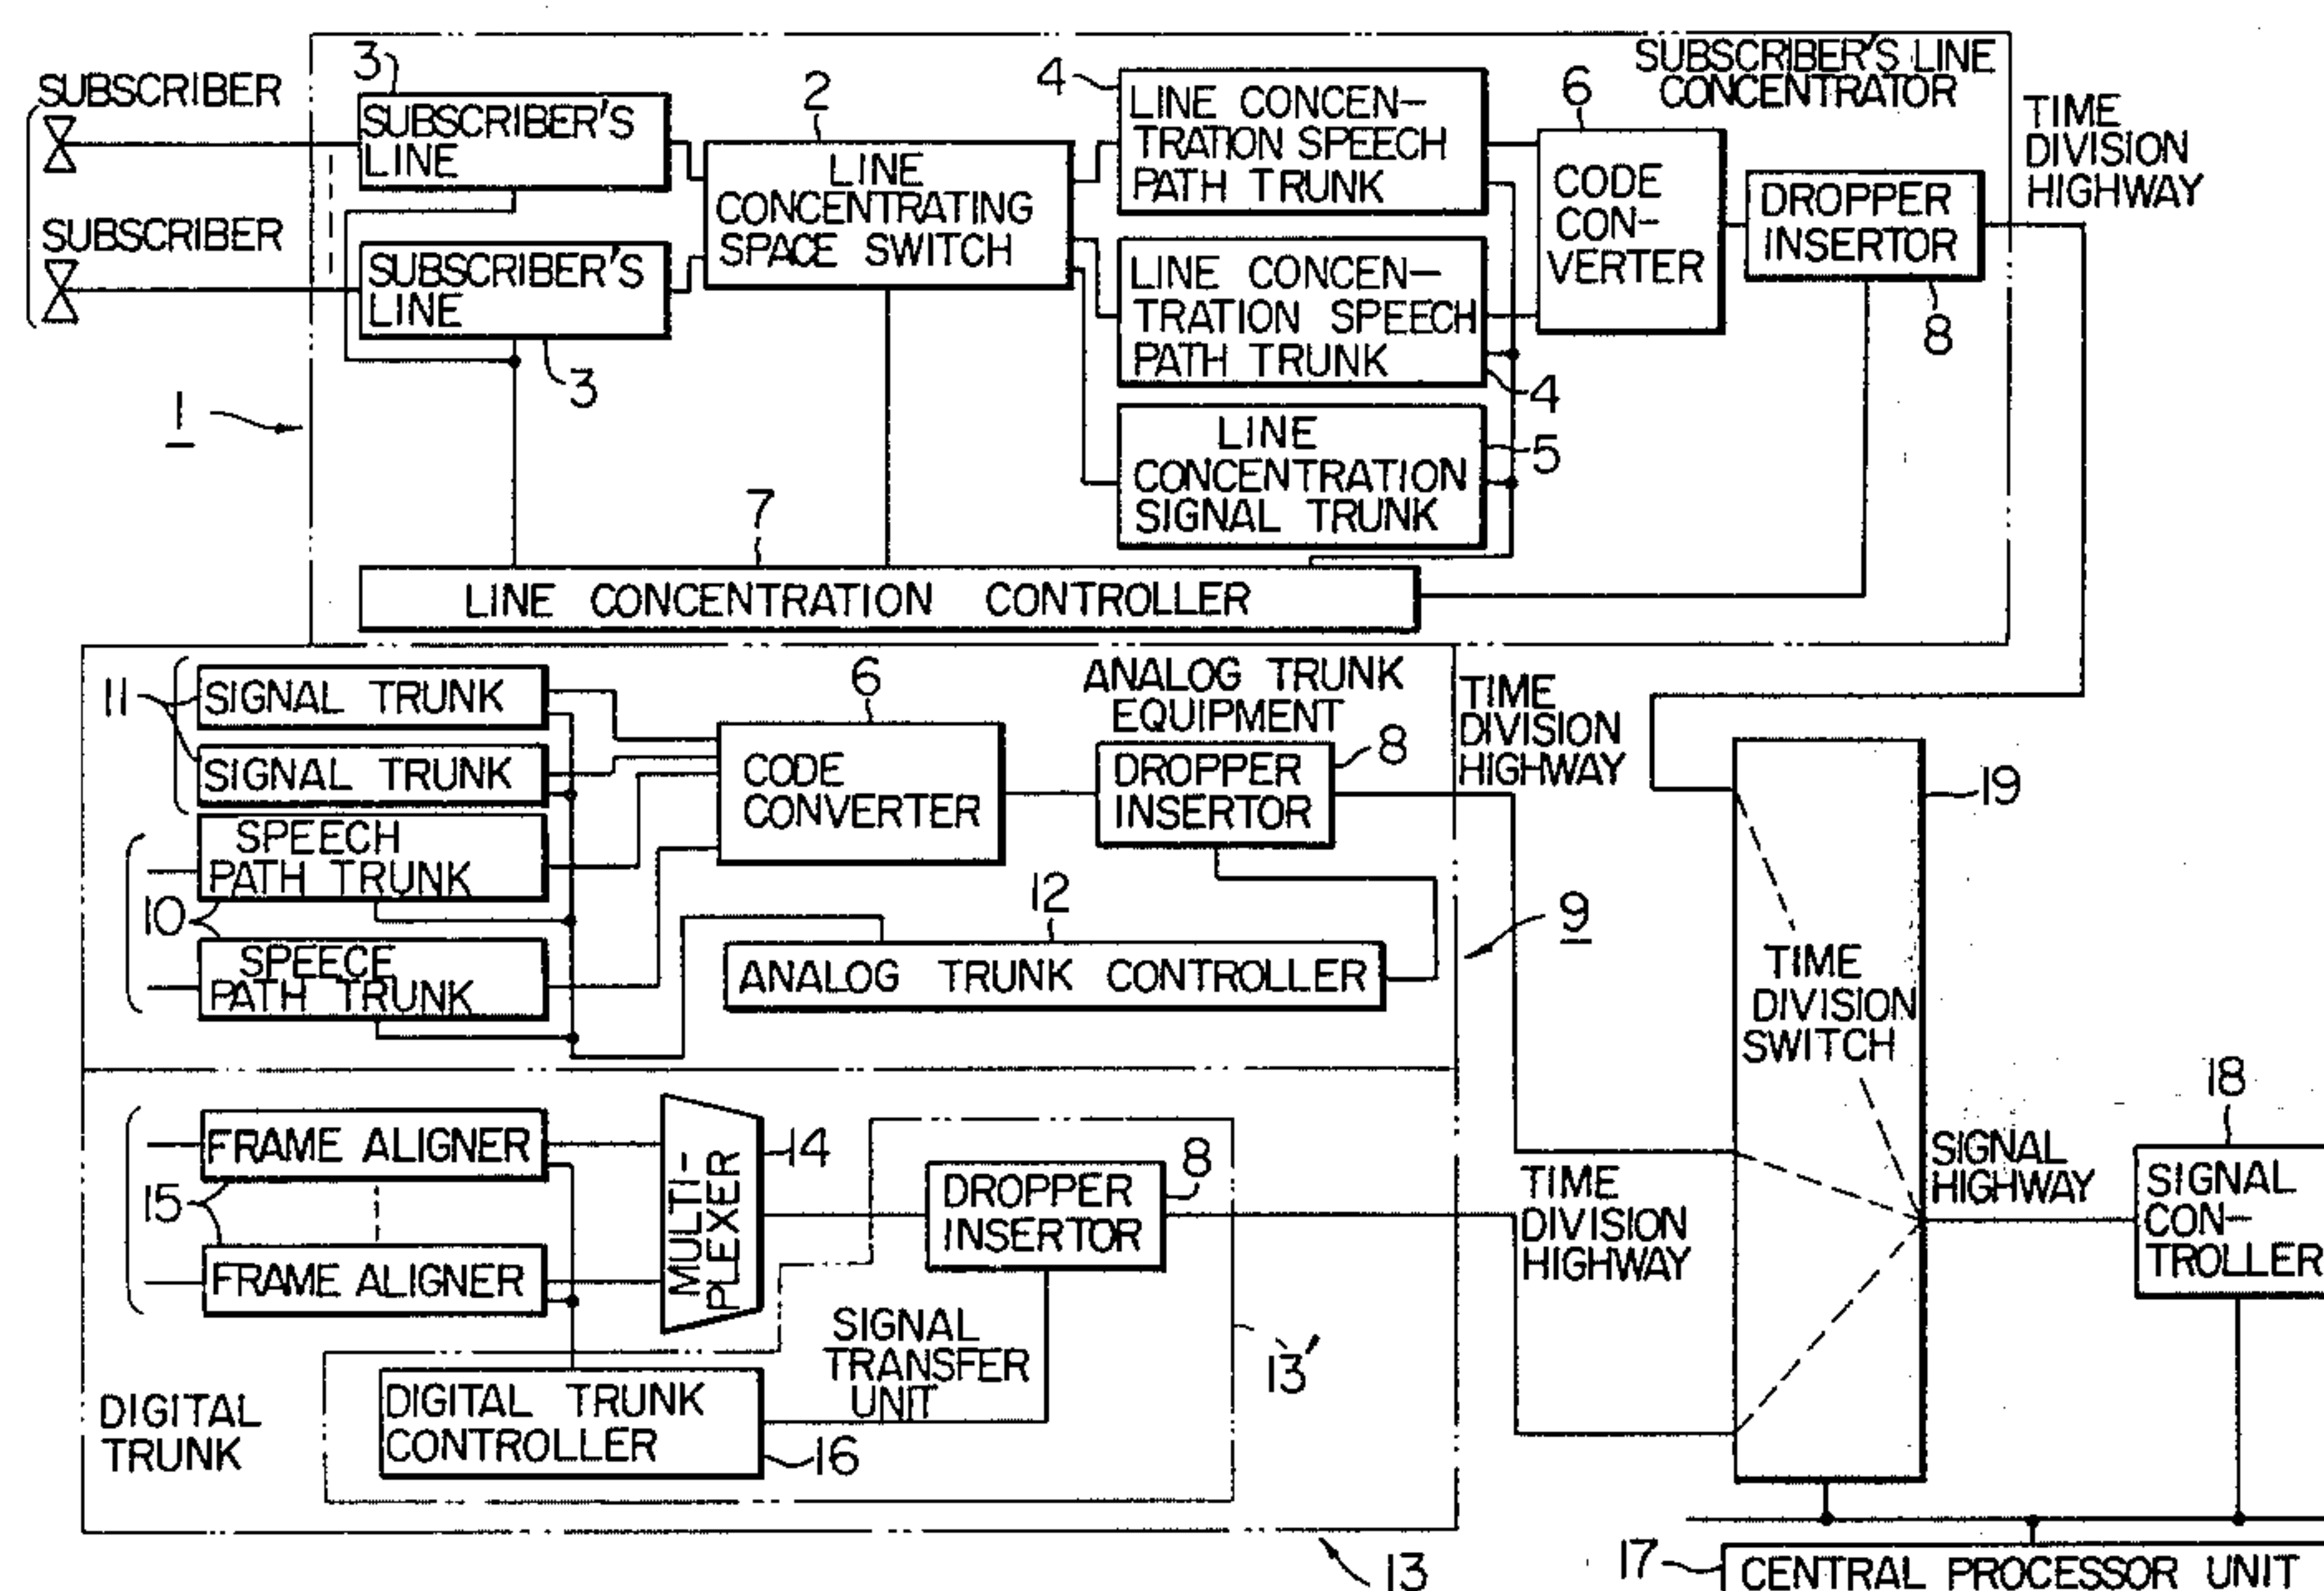 SUBSCRIBER
SUBSCRIBER
3
SUBSCRIBER'S
LINE
SUBSCRIBER'S
LINE
3
1
2
LINE
CONCENTRATING
SPACE SWITCH
4
LINE CONCEN-
TRATION SPEECH
PATH TRUNK
LINE CONCEN-
TRATION SPEECH
PATH TRUNK
4
LINE
CONCENTRATION
SIGNAL TRUNK
5
6
CODE
CON-
VERTER
SUBSCRIBER'S LINE
CONCENTRATOR
DROPPER
INSERTOR
8
TIME
DIVISION
HIGHWAY
7
LINE CONCENTRATION CONTROLLER
11
SIGNAL TRUNK
SIGNAL TRUNK
SPEECH
PATH TRUNK
10
SPEECE
PATH TRUNK
6
CODE
CONVERTER
ANALOG TRUNK
EQUIPMENT
DROPPER
INSERTOR
8
TIME
DIVISION
HIGHWAY
12
ANALOG TRUNK CONTROLLER
9
FRAME ALIGNER
15
FRAME ALIGNER
MULTI-
PLEXER
14
DROPPER
INSERTOR
8
SIGNAL
TRANSFER
UNIT
13'
DIGITAL
TRUNK
DIGITAL TRUNK
CONTROLLER
16
13
TIME
DIVISION
HIGHWAY
19
TIME
DIVISION
SWITCH
SIGNAL
HIGHWAY
18
SIGNAL
CON-
TROLLER
17
CENTRAL PROCESSOR UNIT